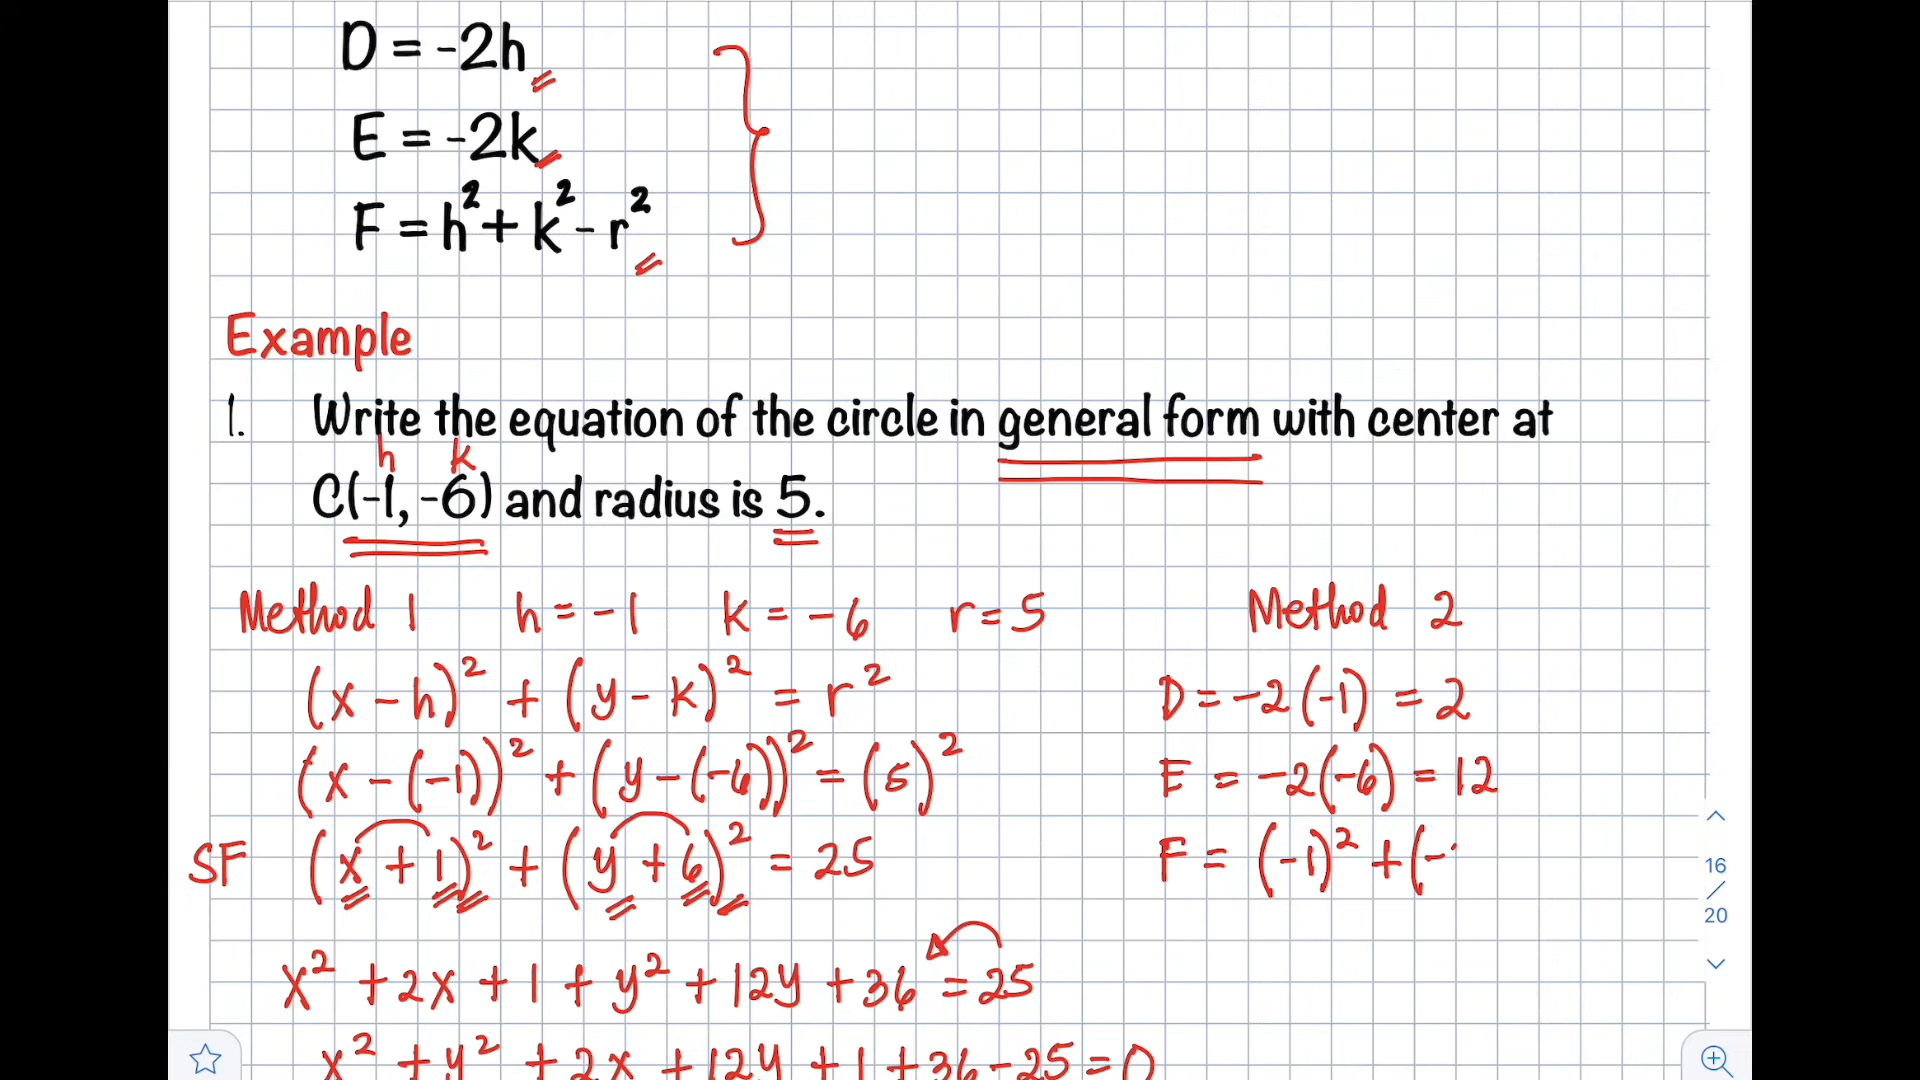 D = -2h
E = -2k
F = h² + k² - r²
Example
1. Write the equation of the circle in general form with center at
h k
C(-1, -6) and radius is 5.
Method 1 h = -1 k = -6 r = 5
(x - h)² + (y - k)² = r²
(x - (-1))² + (y - (-6))² = (5)²
SF (x + 1)² + (y + 6)² = 25
x² + 2x + 1 + y² + 12y + 36 = 25
x² + y² + 2x + 12y + 1 + 36 - 25 = 0
Method 2
D = -2(-1) = 2
E = -2(-6) = 12
F = (-1)² + (-
16
/
20